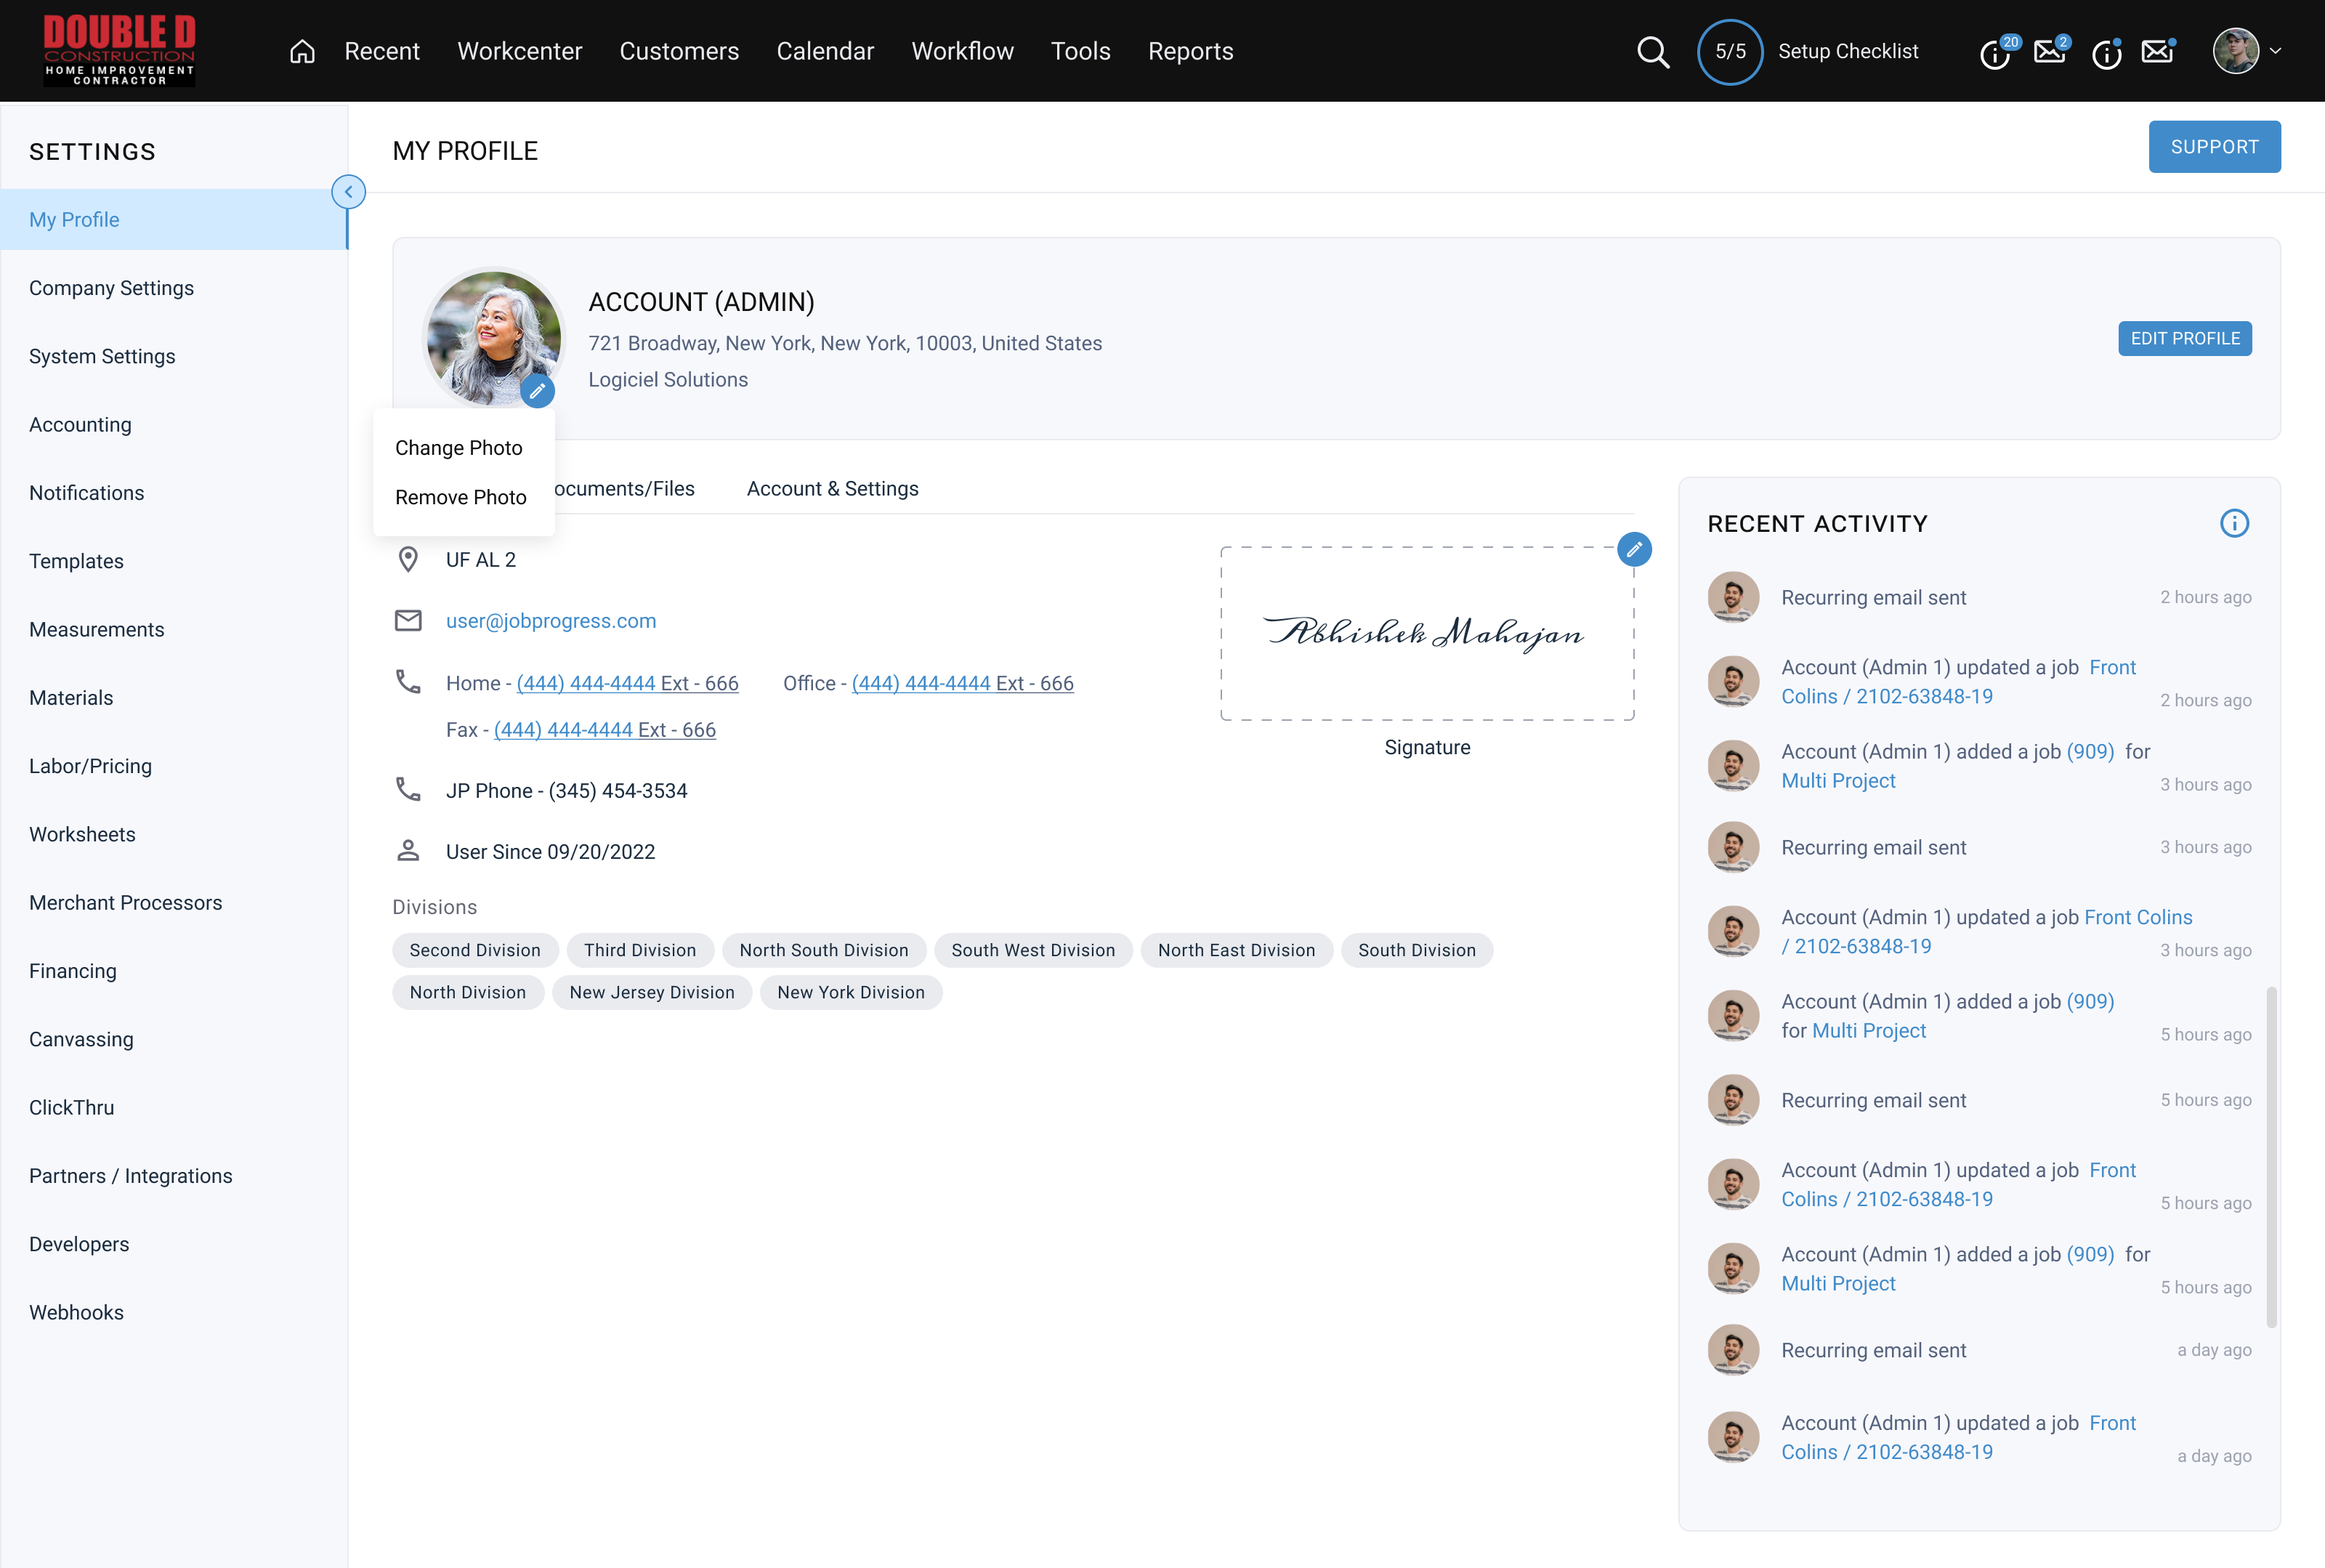 DOUBLE D
CONSTRUCTION
HOME IMPROVEMENT
CONTRACTOR
Recent Workcenter Customers Calendar Workflow Tools Reports
5/5 Setup Checklist 20 2
SETTINGS
My Profile
Company Settings
System Settings
Accounting
Notifications
Templates
Measurements
Materials
Labor/Pricing
Worksheets
Merchant Processors
Financing
Canvassing
ClickThru
Partners / Integrations
Developers
Webhooks
MY PROFILE
SUPPORT
ACCOUNT (ADMIN)
721 Broadway, New York, New York, 10003, United States
Logiciel Solutions
EDIT PROFILE
Change Photo
Remove Photo
ocuments/Files Account & Settings
UF AL 2
user@jobprogress.com
Home - (444) 444-4444 Ext - 666 Office - (444) 444-4444 Ext - 666
Fax - (444) 444-4444 Ext - 666
JP Phone - (345) 454-3534
User Since 09/20/2022
Abhishek Mahajan
Signature
Divisions
Second Division Third Division North South Division South West Division North East Division South Division
North Division New Jersey Division New York Division
RECENT ACTIVITY
Recurring email sent 2 hours ago
Account (Admin 1) updated a job Front
Colins / 2102-63848-19 2 hours ago
Account (Admin 1) added a job (909) for
Multi Project 3 hours ago
Recurring email sent 3 hours ago
Account (Admin 1) updated a job Front Colins
/ 2102-63848-19 3 hours ago
Account (Admin 1) added a job (909)
for Multi Project 5 hours ago
Recurring email sent 5 hours ago
Account (Admin 1) updated a job Front
Colins / 2102-63848-19 5 hours ago
Account (Admin 1) added a job (909) for
Multi Project 5 hours ago
Recurring email sent a day ago
Account (Admin 1) updated a job Front
Colins / 2102-63848-19 a day ago